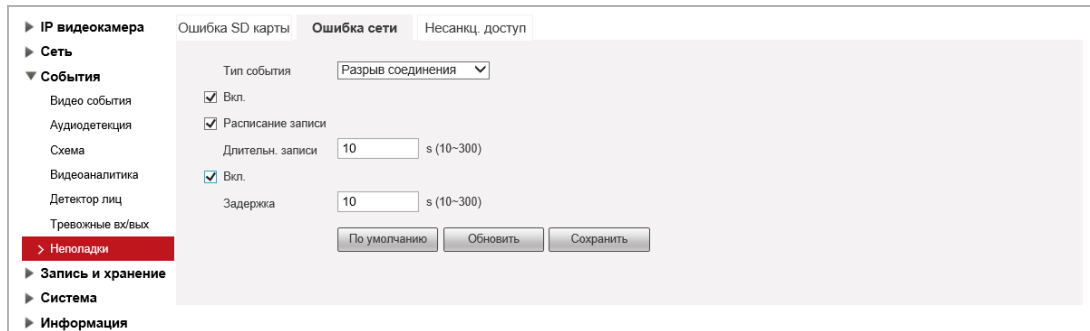 IP видеокамера
Сеть
События
Видео события
Аудиодетекция
Схема
Видеоаналитика
Детектор лиц
Тревожные вх/вых
Неполадки
Запись и хранение
Система
Информация
Ошибка SD карты Ошибка сети Несанкц. доступ
Тип события Разрыв соединения
Вкл.
Расписание записи
Длительн. записи 10 s (10~300)
Вкл.
Задержка 10 s (10~300)
По умолчанию Обновить Сохранить